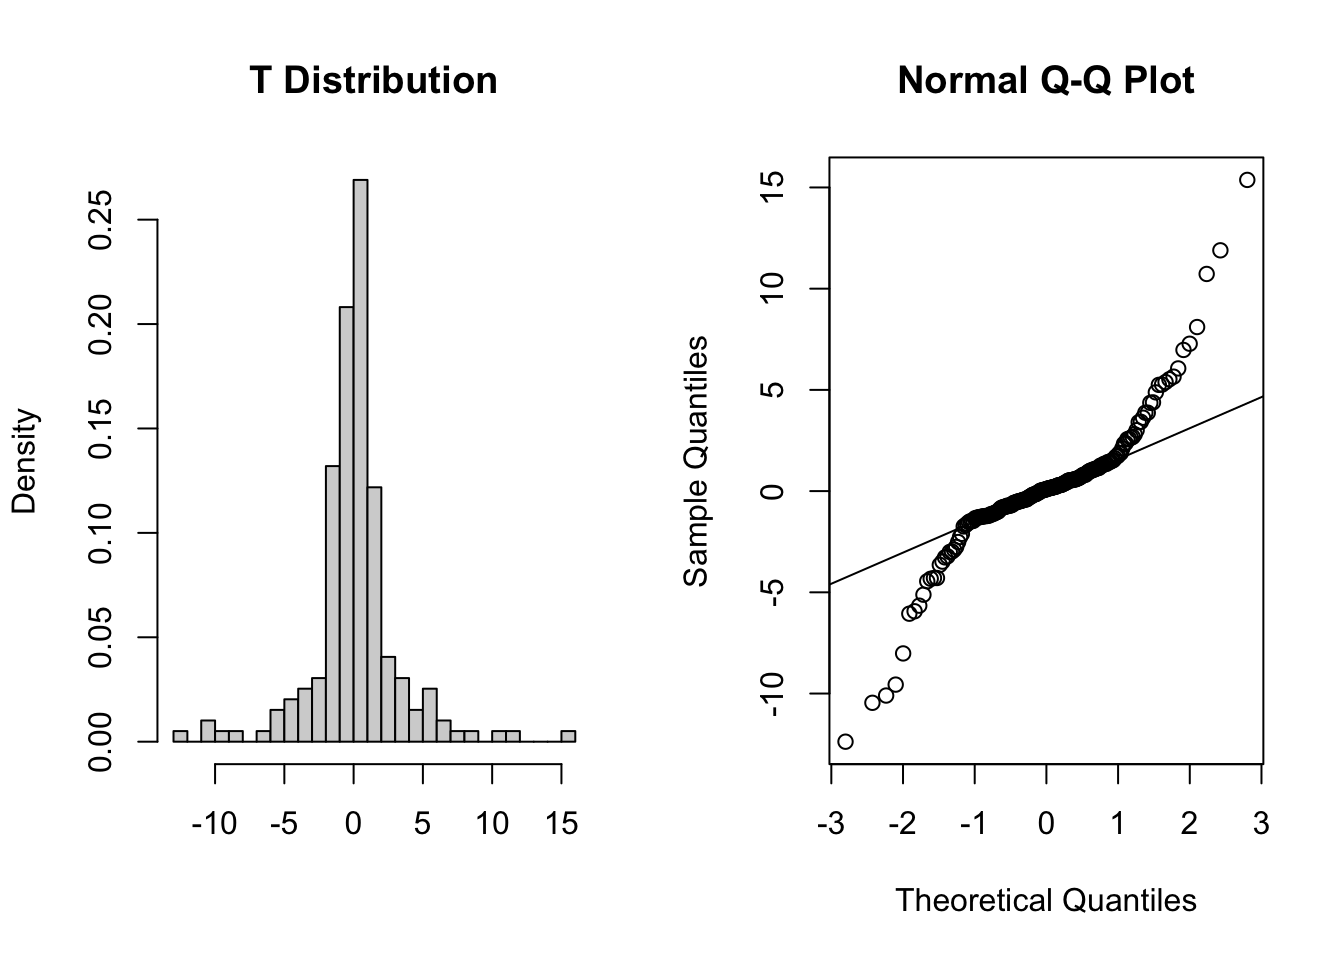 T Distribution
Density
0.00
0.05
0.10
0.15
0.20
0.25
-10 -5 0 5 10 15
Normal Q-Q Plot
Sample Quantiles
-10
-5
0
5
10
15
-3 -2 -1 0 1 2 3
Theoretical Quantiles